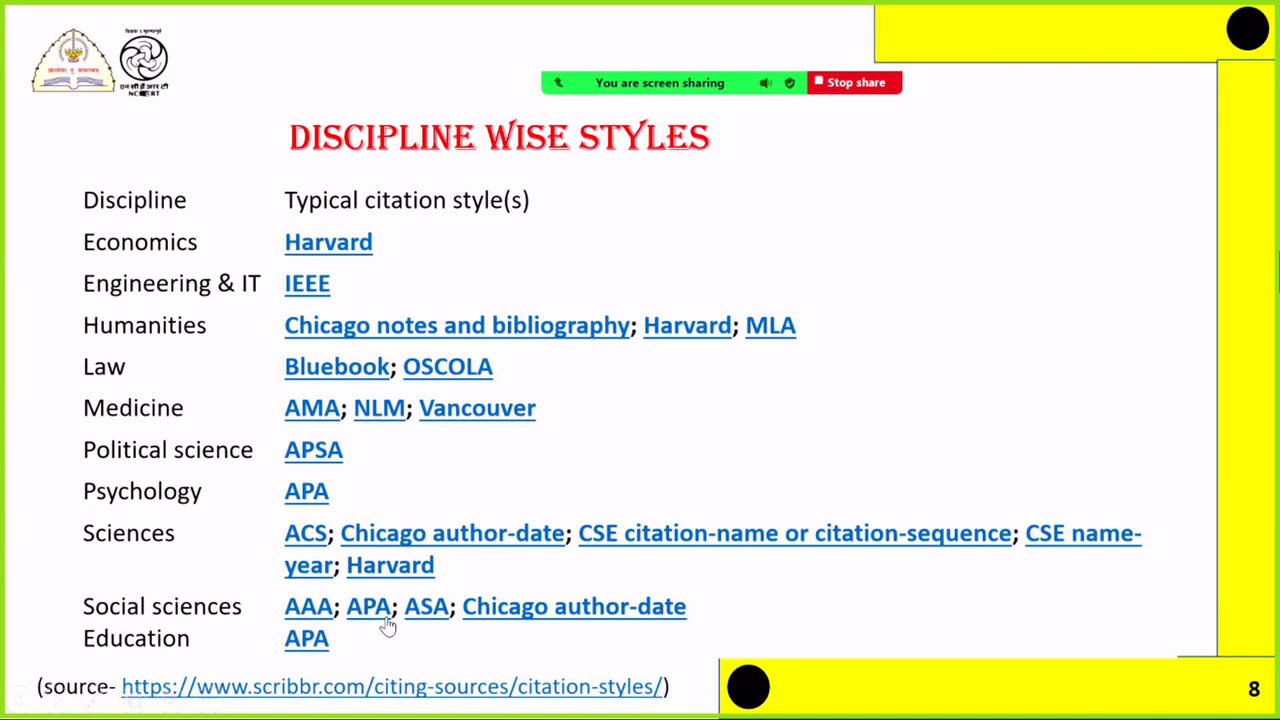 एन सी ई आर टी
NCERT
You are screen sharing
Stop share
DISCIPLINE WISE STYLES
Discipline Typical citation style(s)
Economics Harvard
Engineering & IT IEEE
Humanities Chicago notes and bibliography; Harvard; MLA
Law Bluebook; OSCOLA
Medicine AMA; NLM; Vancouver
Political science APSA
Psychology APA
Sciences ACS; Chicago author-date; CSE citation-name or citation-sequence; CSE name-
year; Harvard
Social sciences AAA; APA; ASA; Chicago author-date
Education APA
(source- https://www.scribbr.com/citing-sources/citation-styles/)
8